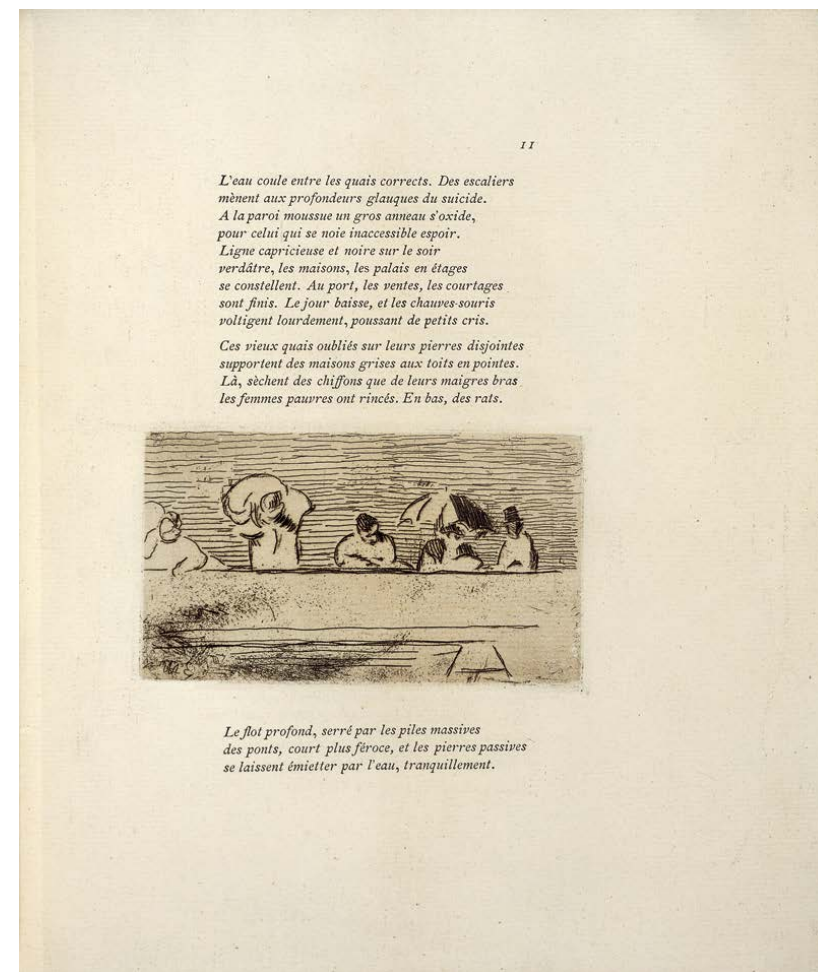 11
L'eau coule entre les quais corrects. Des escaliers
mènent aux profondeurs glauques du suicide.
A la paroi moussue un gros anneau s'oxide,
pour celui qui se noie inaccessible espoir.
Ligne capricieuse et noire sur le soir
verdâtre, les maisons, les palais en étages
se constellent. Au port, les ventes, les courtages
sont finis. Le jour baisse, et les chauves-souris
voltigent lourdement, poussant de petits cris.
Ces vieux quais oubliés sur leurs pierres disjointes
supportent des maisons grises aux toits en pointes.
Là, sèchent des chiffons que de leurs maigres bras
les femmes pauvres ont rincés. En bas, des rats.
Le flot profond, serré par les piles massives
des ponts, court plus féroce, et les pierres passives
se laissent émietter par l'eau, tranquillement.